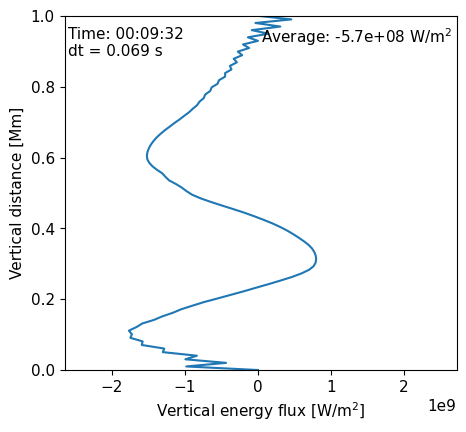 Time: 00:09:32
dt = 0.069 s
Average: -5.7e+08 W/m²
1.0
0.8
0.6
0.4
0.2
0.0
Vertical distance [Mm]
−2
−1
0
1
2
1e9
Vertical energy flux [W/m²]